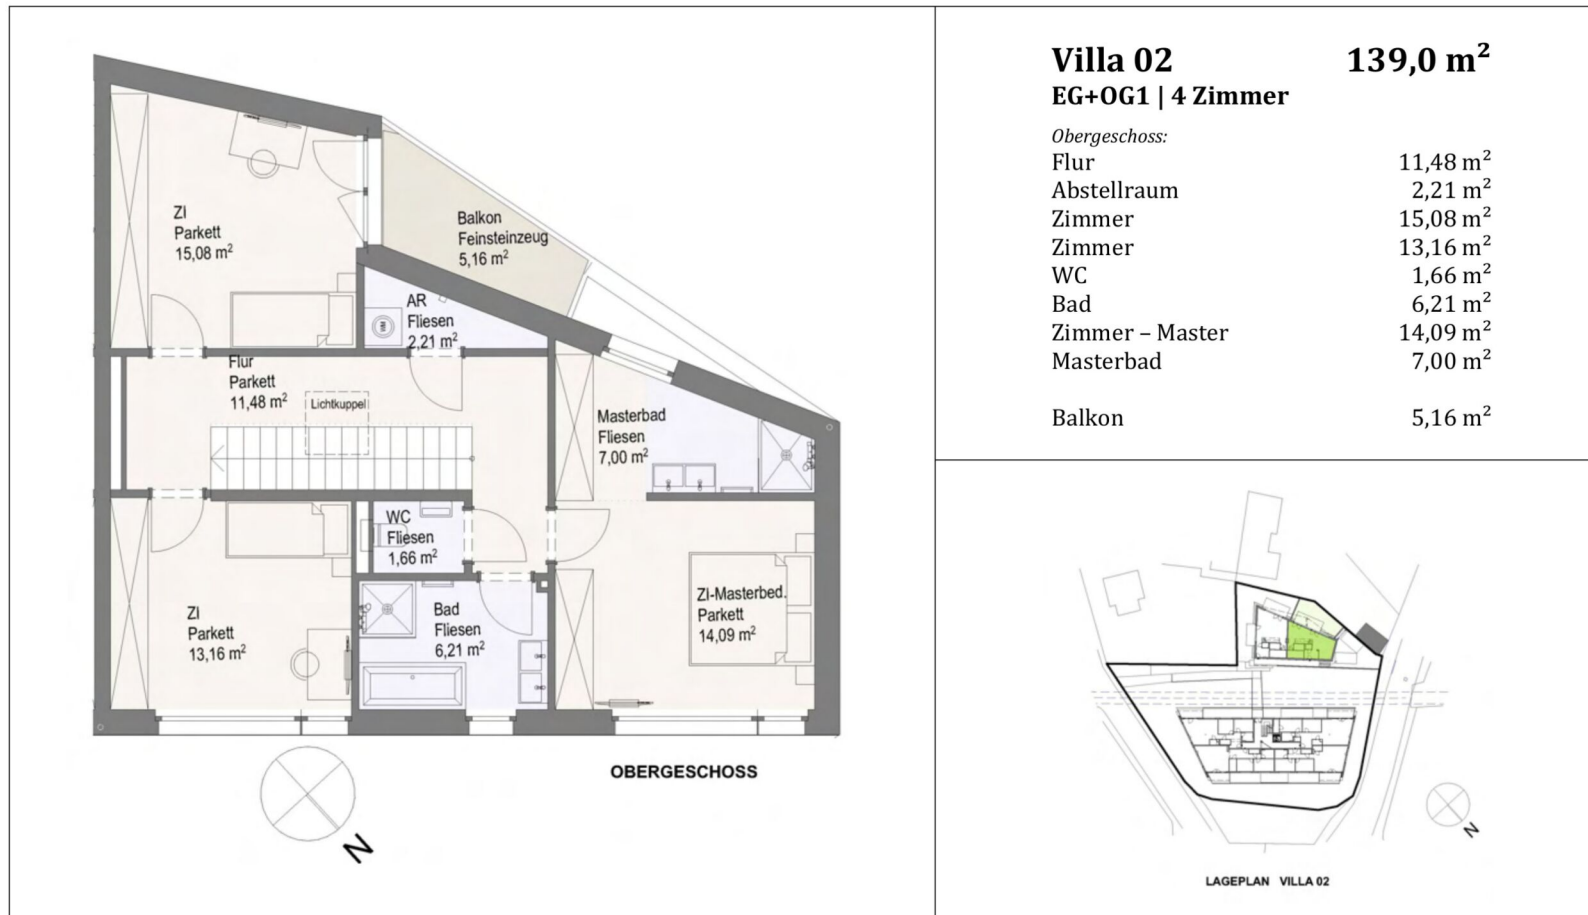 ZI
Parkett
15,08 m²
Balkon
Feinsteinzeug
5,16 m²
AR
Fliesen
2,21 m²
Flur
Parkett
11,48 m²
Lichtkuppel
Masterbad
Fliesen
7,00 m²
WC
Fliesen
1,66 m²
ZI
Parkett
13,16 m²
Bad
Fliesen
6,21 m²
ZI-Masterbed.
Parkett
14,09 m²
OBERGESCHOSS
N
Villa 02 139,0 m²
EG+OG1 | 4 Zimmer
Obergeschoss:
Flur 11,48 m²
Abstellraum 2,21 m²
Zimmer 15,08 m²
Zimmer 13,16 m²
WC 1,66 m²
Bad 6,21 m²
Zimmer – Master 14,09 m²
Masterbad 7,00 m²
Balkon 5,16 m²
N
LAGEPLAN VILLA 02